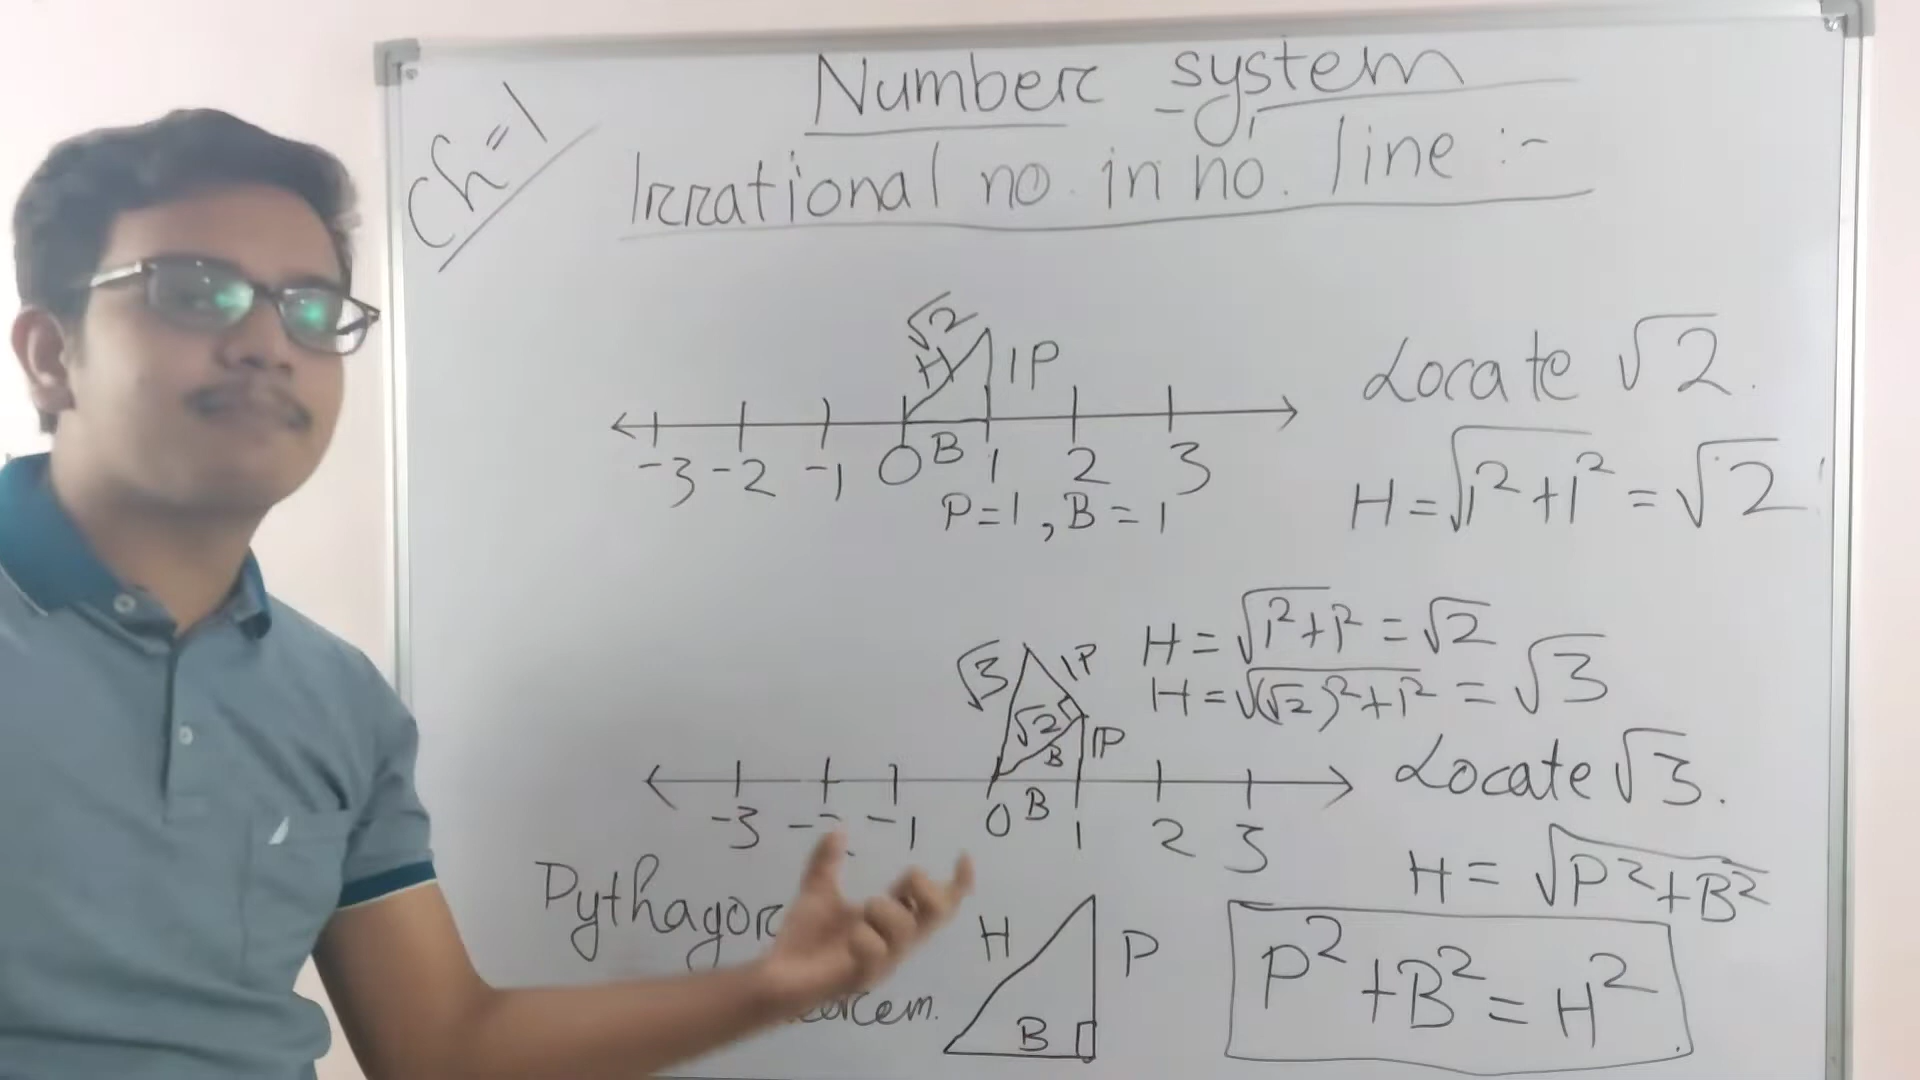 Ch=1
Number system
Irrational no. in no. line :-
√2
H
1P
Locate √2.
-3 -2 -1 0 B 1 2 3
P=1, B=1
H=√1²+1² = √2
H=√1²+1² = √2
H=√(√2)²+1² = √3
√3
1P
√2
B
1P
Locate √3.
-3 -1 0 B 1 2 3
H= √P²+B²
H
P
B
P²+B²=H²